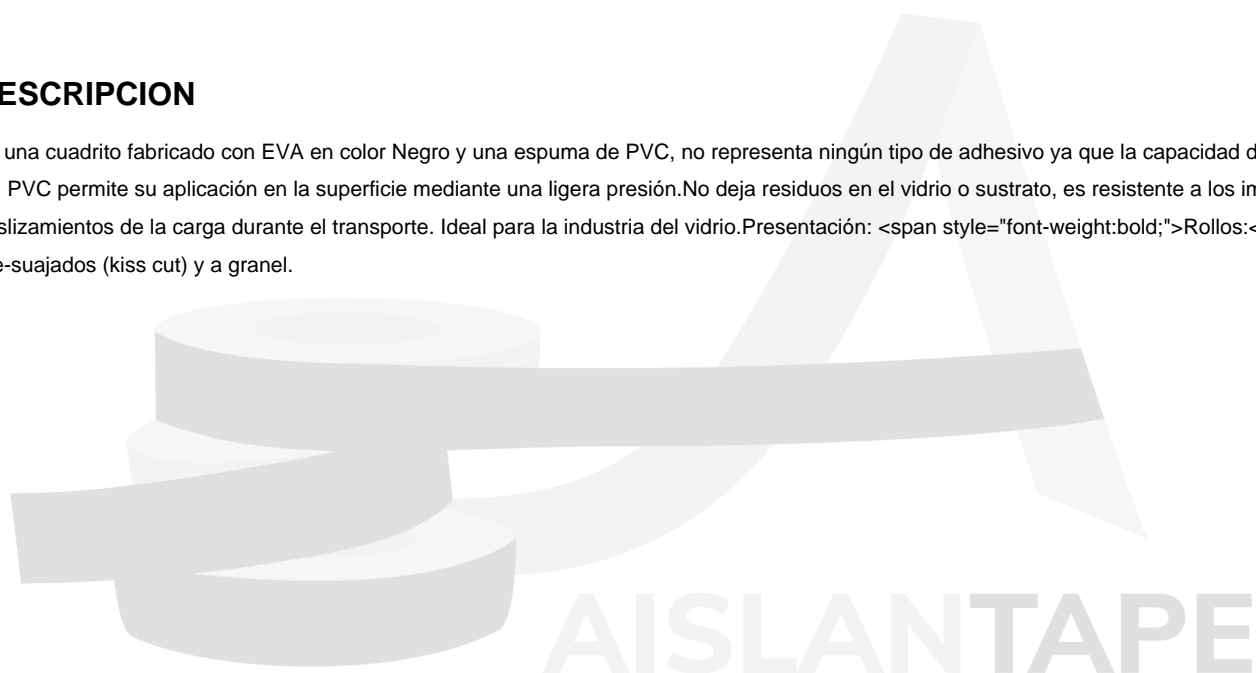 ESCRIPCION
una cuadrito fabricado con EVA en color Negro y una espuma de PVC, no representa ningún tipo de adhesivo ya que la capacidad d
PVC permite su aplicación en la superficie mediante una ligera presión.No deja residuos en el vidrio o sustrato, es resistente a los im
slizamientos de la carga durante el transporte. Ideal para la industria del vidrio.Presentación: <span style="font-weight:bold;">Rollos:<
e-suajados (kiss cut) y a granel.
AISLANTAPE